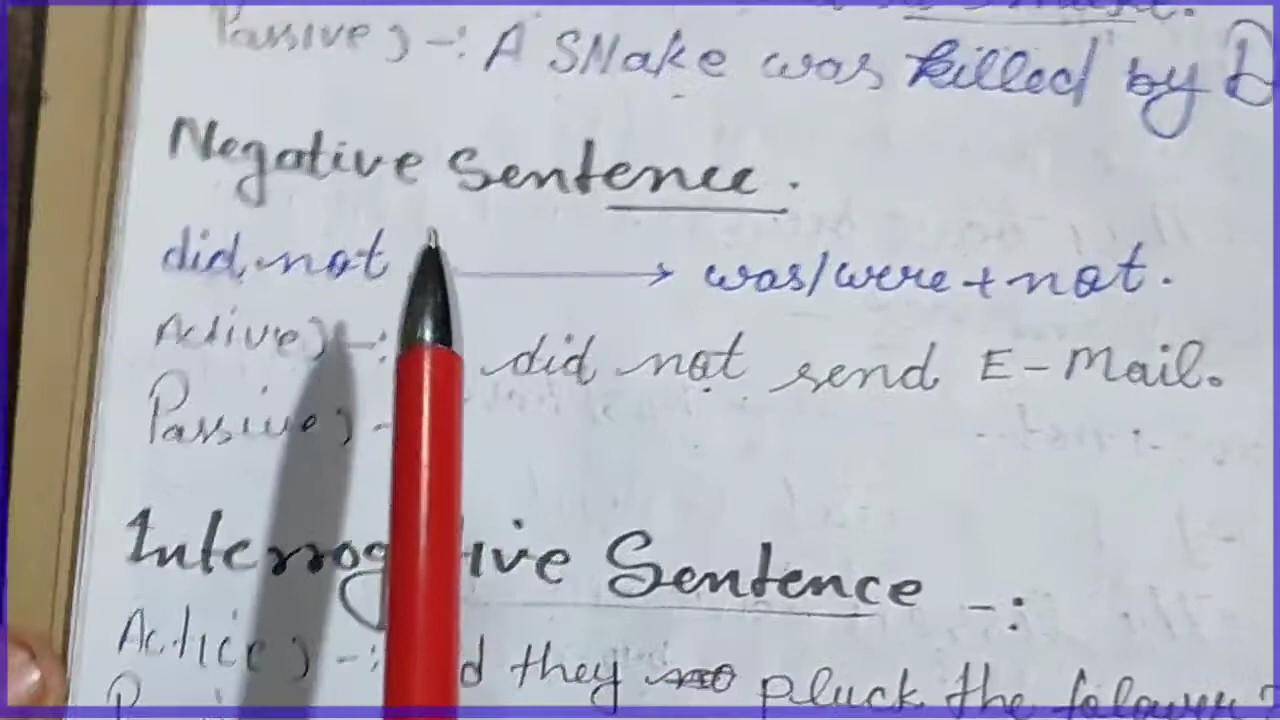 Passive) -: A SNake was killed by D
Negative Sentence.
did not → was/were + not.
Active) -: did not send E-Mail.
Passive) -
Interrog ive Sentence -:
Active) -: d they pluck the folower?